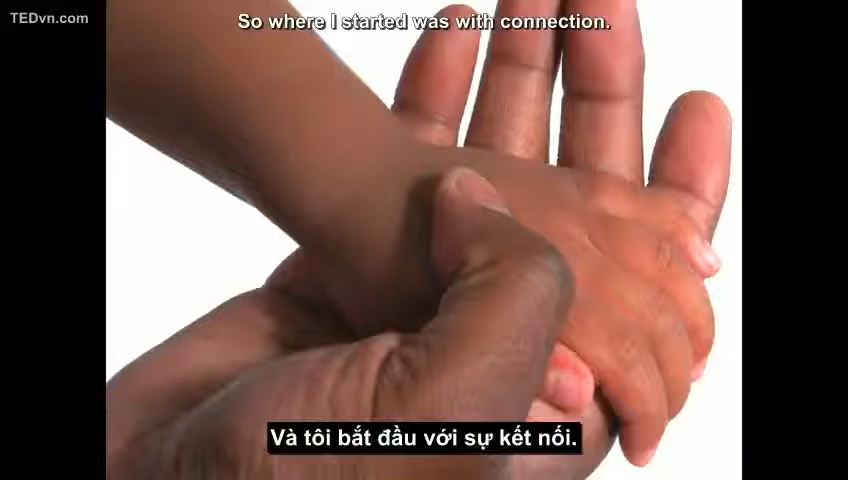 TEDvn.com
So where I started was with connection.
Và tôi bắt đầu với sự kết nối.